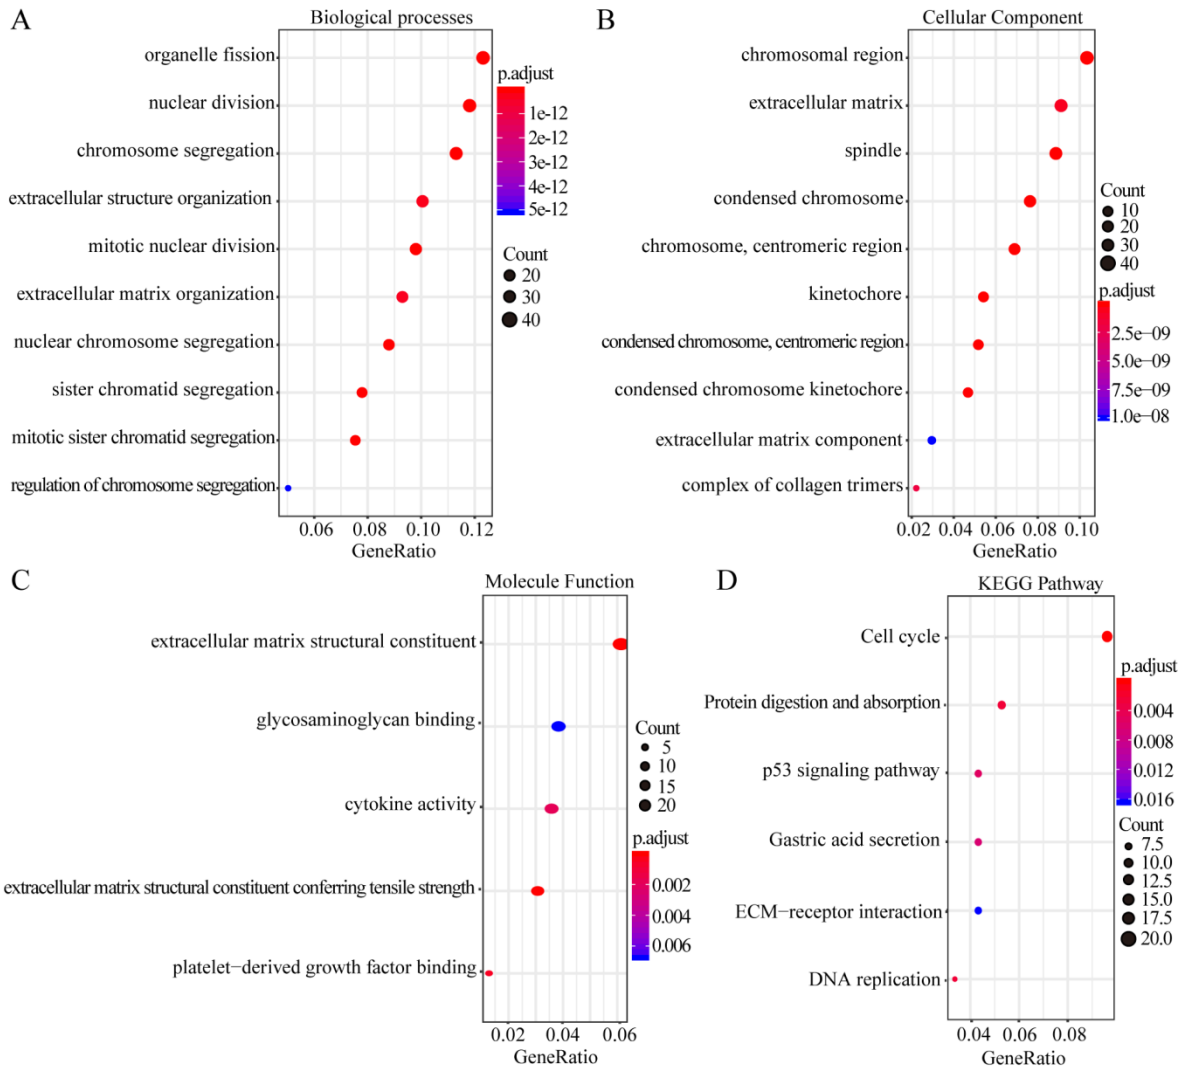 A
Biological processes
organelle fission
nuclear division
chromosome segregation
extracellular structure organization
mitotic nuclear division
extracellular matrix organization
nuclear chromosome segregation
sister chromatid segregation
mitotic sister chromatid segregation
regulation of chromosome segregation
0.06 0.08 0.10 0.12
GeneRatio
p.adjust
1e-12
2e-12
3e-12
4e-12
5e-12
Count
20
30
40
B
Cellular Component
chromosomal region
extracellular matrix
spindle
condensed chromosome
chromosome, centromeric region
kinetochore
condensed chromosome, centromeric region
condensed chromosome kinetochore
extracellular matrix component
complex of collagen trimers
0.02 0.04 0.06 0.08 0.10
GeneRatio
Count
10
20
30
40
p.adjust
2.5e−09
5.0e−09
7.5e−09
1.0e−08
C
Molecule Function
extracellular matrix structural constituent
glycosaminoglycan binding
cytokine activity
extracellular matrix structural constituent conferring tensile strength
platelet−derived growth factor binding
0.02 0.04 0.06
GeneRatio
Count
5
10
15
20
p.adjust
0.002
0.004
0.006
D
KEGG Pathway
Cell cycle
Protein digestion and absorption
p53 signaling pathway
Gastric acid secretion
ECM−receptor interaction
DNA replication
0.04 0.06 0.08
GeneRatio
p.adjust
0.004
0.008
0.012
0.016
Count
7.5
10.0
12.5
15.0
17.5
20.0